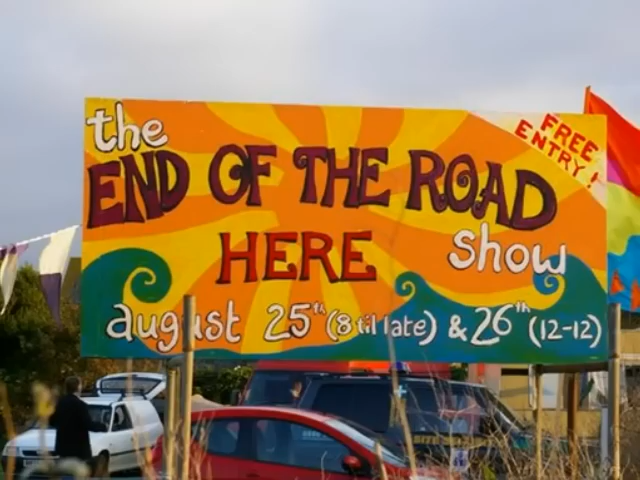 the
END OF THE ROAD
HERE show
august 25th (8 til late) & 26th (12-12)
FREE
ENTRY!